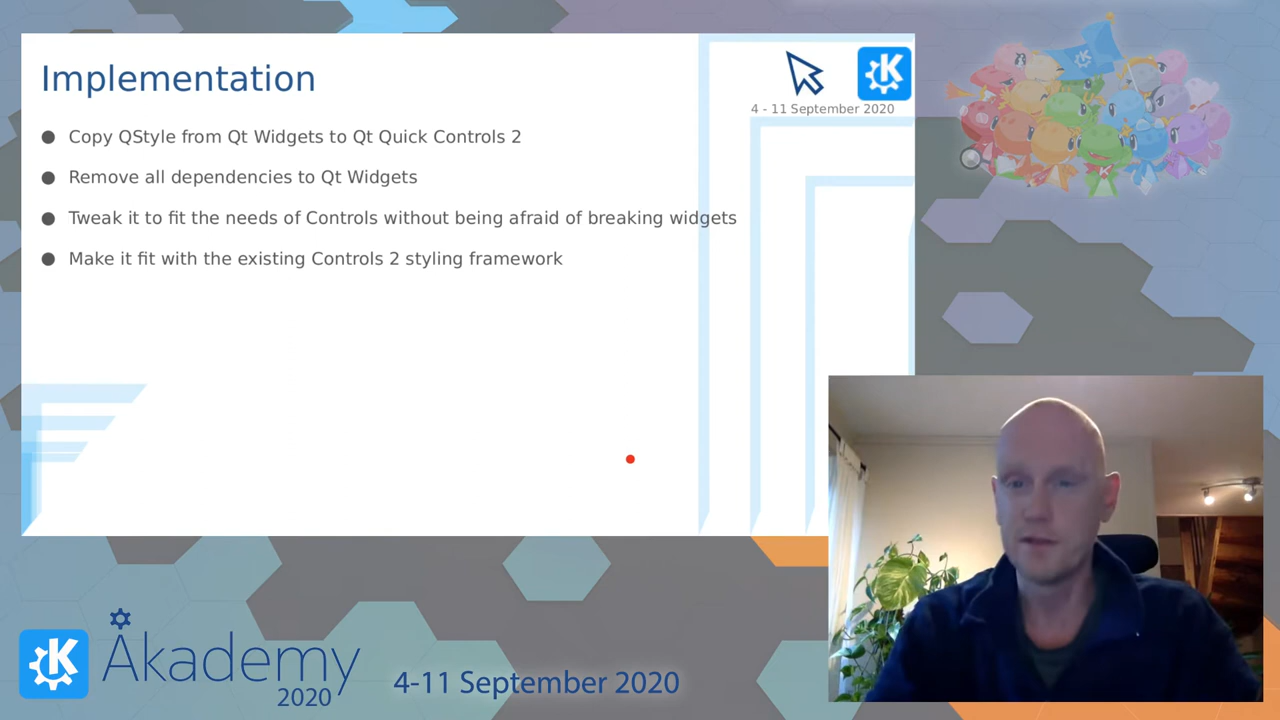 Implementation
4 - 11 September 2020
● Copy QStyle from Qt Widgets to Qt Quick Controls 2
● Remove all dependencies to Qt Widgets
● Tweak it to fit the needs of Controls without being afraid of breaking widgets
● Make it fit with the existing Controls 2 styling framework
Akademy
2020
4-11 September 2020